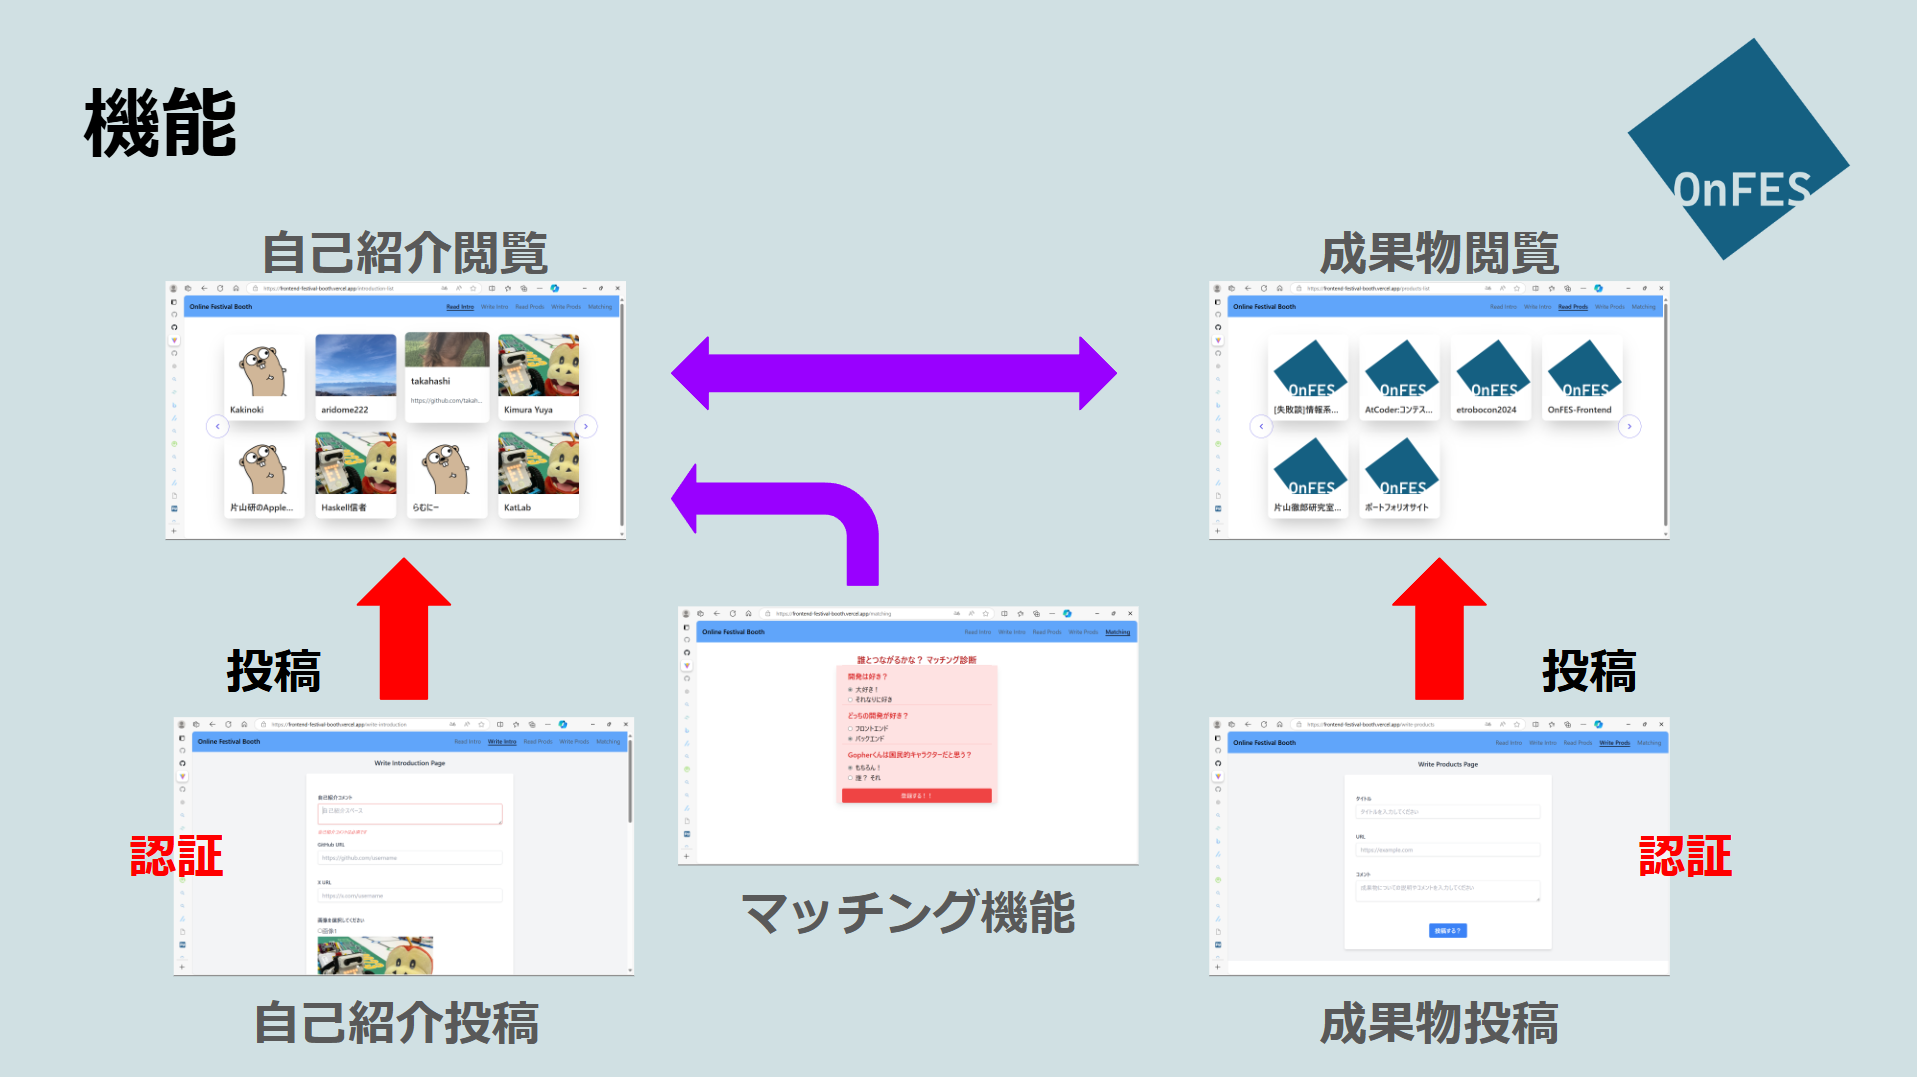 機能
OnFES
自己紹介閲覧
成果物閲覧
https://frontend-festival-booth.vercel.app/introduction-list
Online Festival Booth
Read Intro Write Intro Read Prods Write Prods Matching
Kakinoki
aridome222
takahashi
https://github.com/takah...
Kimura Yuya
片山研のApple...
Haskell信者
らむにー
KatLab
https://frontend-festival-booth.vercel.app/products-list
Online Festival Booth
Read Intro Write Intro Read Prods Write Prods Matching
OnFES
OnFES
OnFES
OnFES
[失敗談]情報系...
AtCoder:コンテス...
etrobocon2024
OnFES-Frontend
OnFES
OnFES
片山徹郎研究室...
ポートフォリオサイト
投稿
投稿
https://frontend-festival-booth.vercel.app/matching
Online Festival Booth
Read Intro Write Intro Read Prods Write Prods Matching
誰とつながるかな？ マッチング診断
開発は好き？
大好き！
それなりに好き
どっちの開発が好き？
フロントエンド
バックエンド
Gopherくんは国民的キャラクターだと思う？
もちろん！
誰？ それ
登録する！！
マッチング機能
https://frontend-festival-booth.vercel.app/write-introduction
Online Festival Booth
Read Intro Write Intro Read Prods Write Prods Matching
Write Introduction Page
自己紹介コメント
自己紹介スペース
自己紹介コメントは必須です
GitHub URL
https://github.com/username
X URL
https://x.com/username
画像を選択してください
画像1
認証
自己紹介投稿
https://frontend-festival-booth.vercel.app/write-products
Online Festival Booth
Read Intro Write Intro Read Prods Write Prods Matching
Write Products Page
タイトル
タイトルを入力してください
URL
https://example.com
コメント
成果物についての説明やコメントを入力してください
投稿する？
認証
成果物投稿